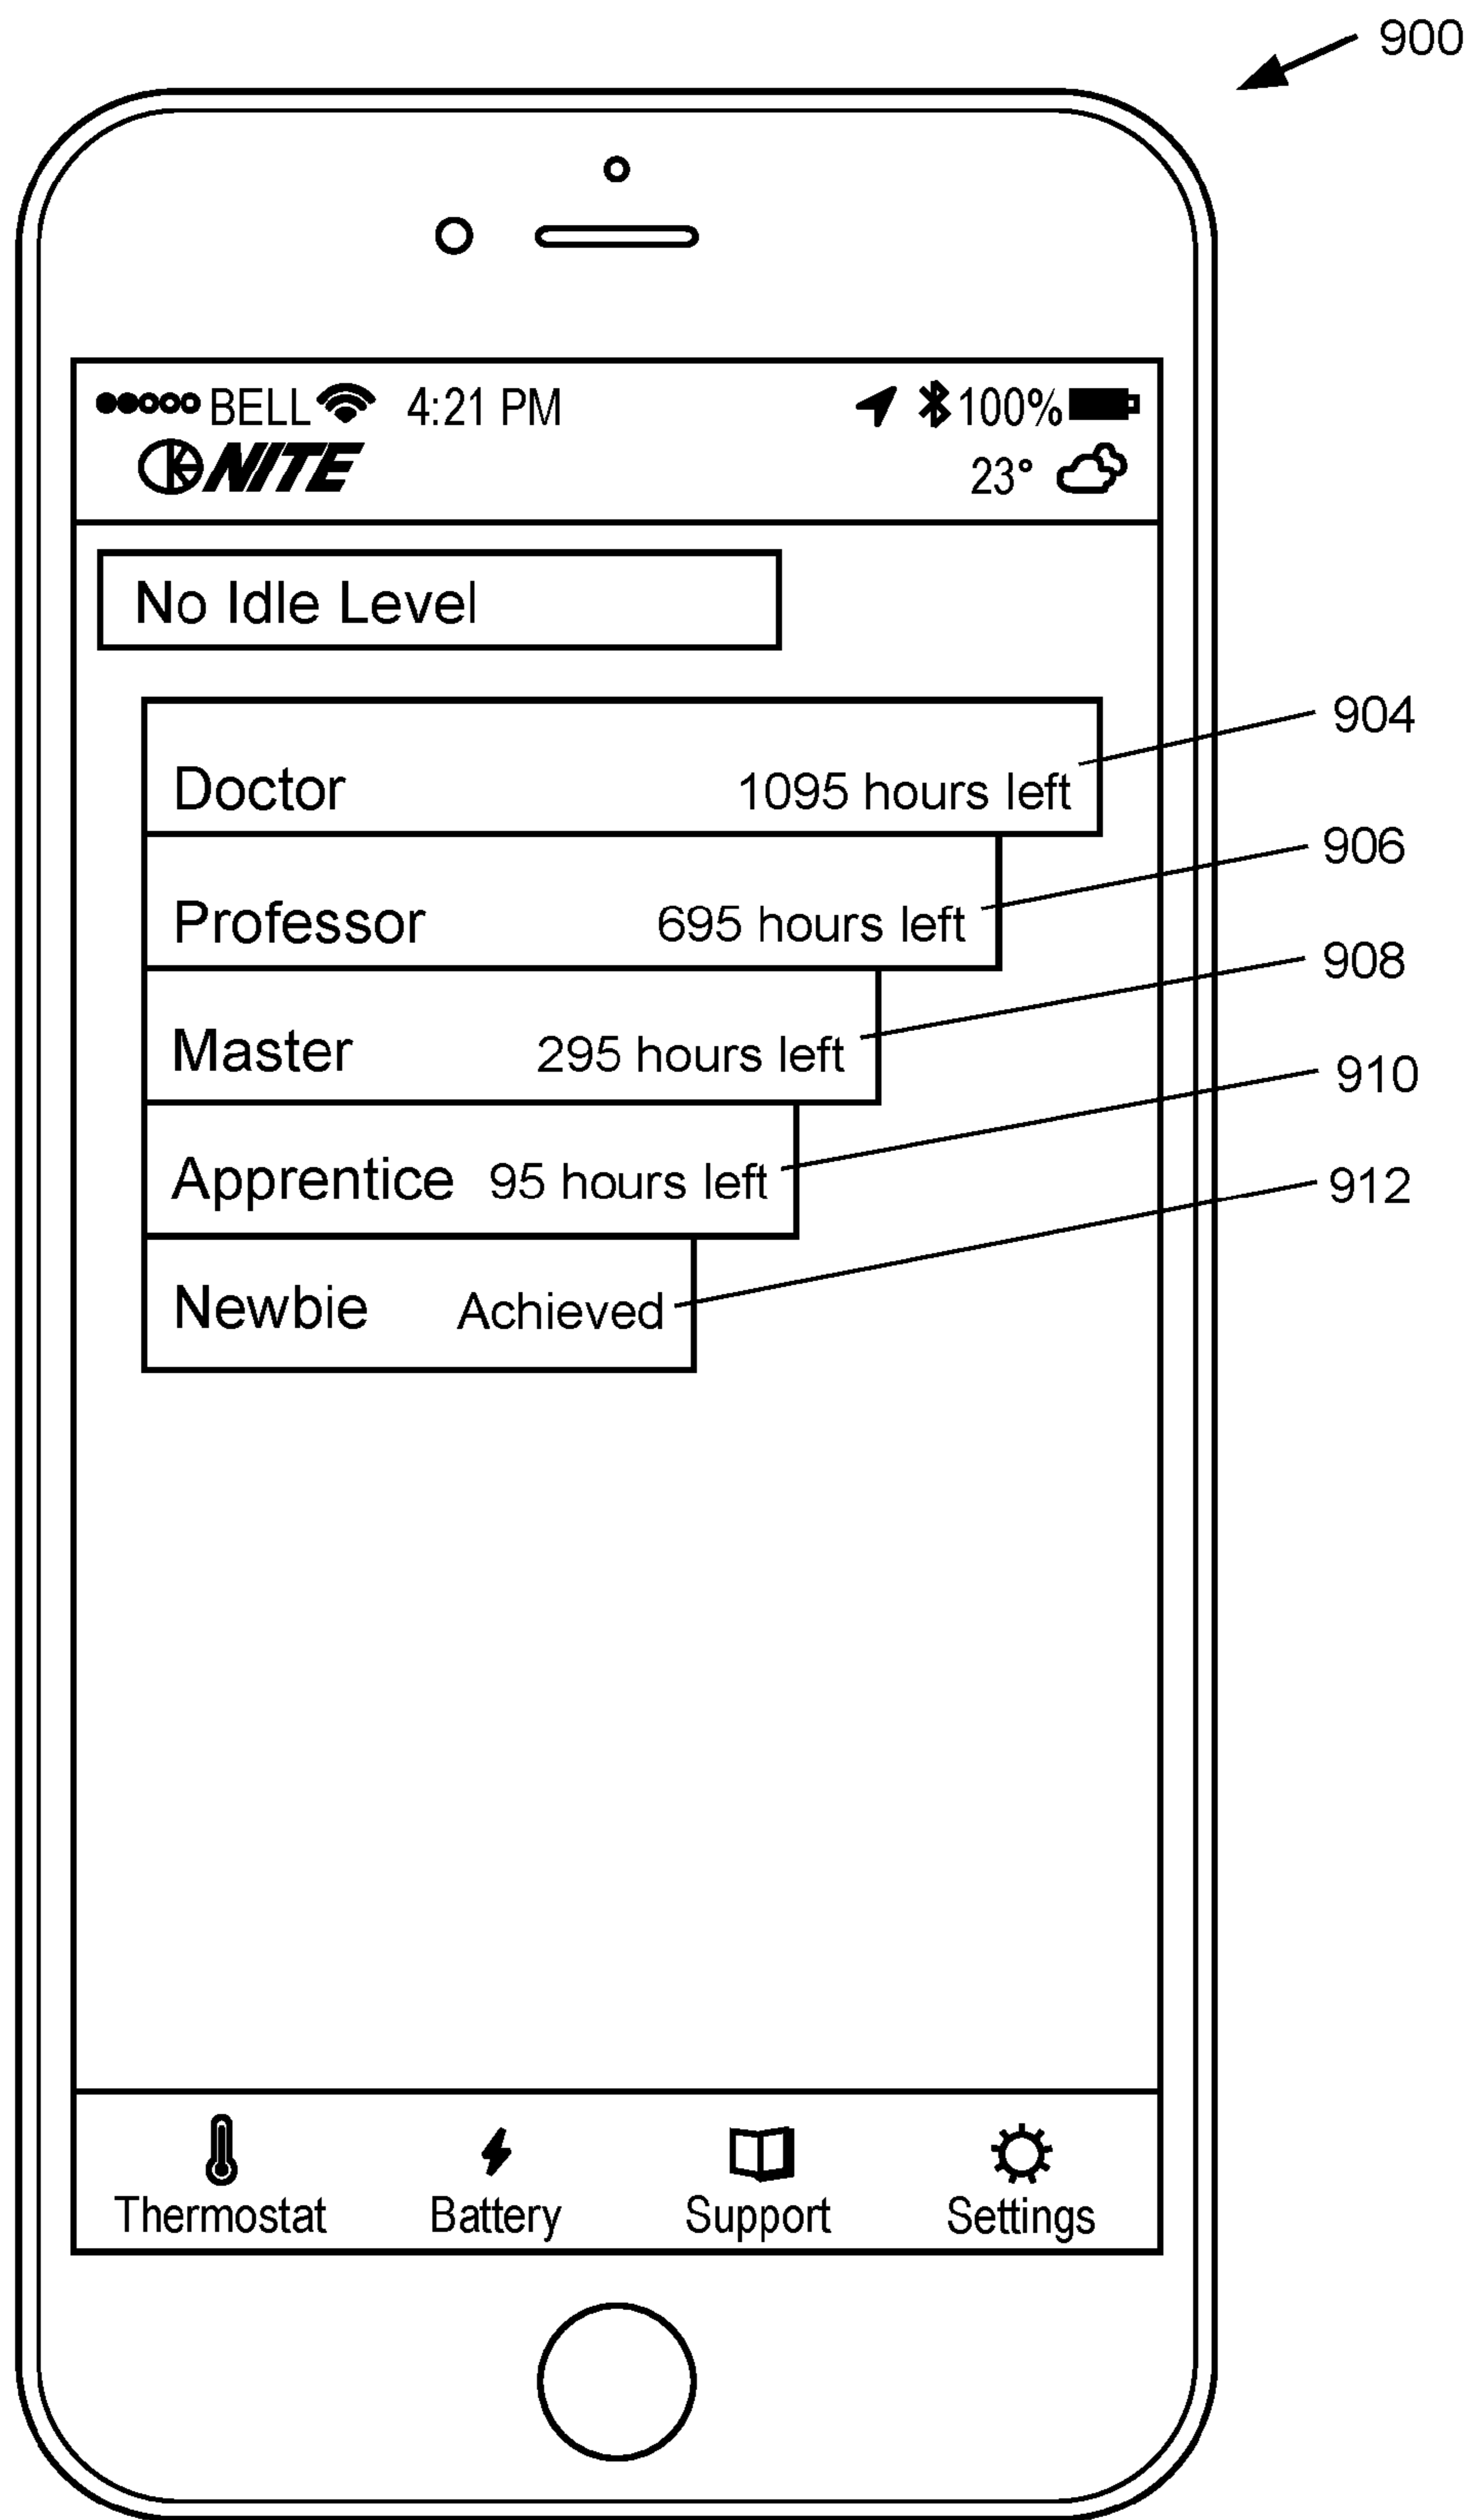 900
BELL 4:21 PM 100%
NITE 23°
No Idle Level
Doctor 1095 hours left 904
Professor 695 hours left 906
Master 295 hours left 908
Apprentice 95 hours left 910
Newbie Achieved 912
Thermostat Battery Support Settings